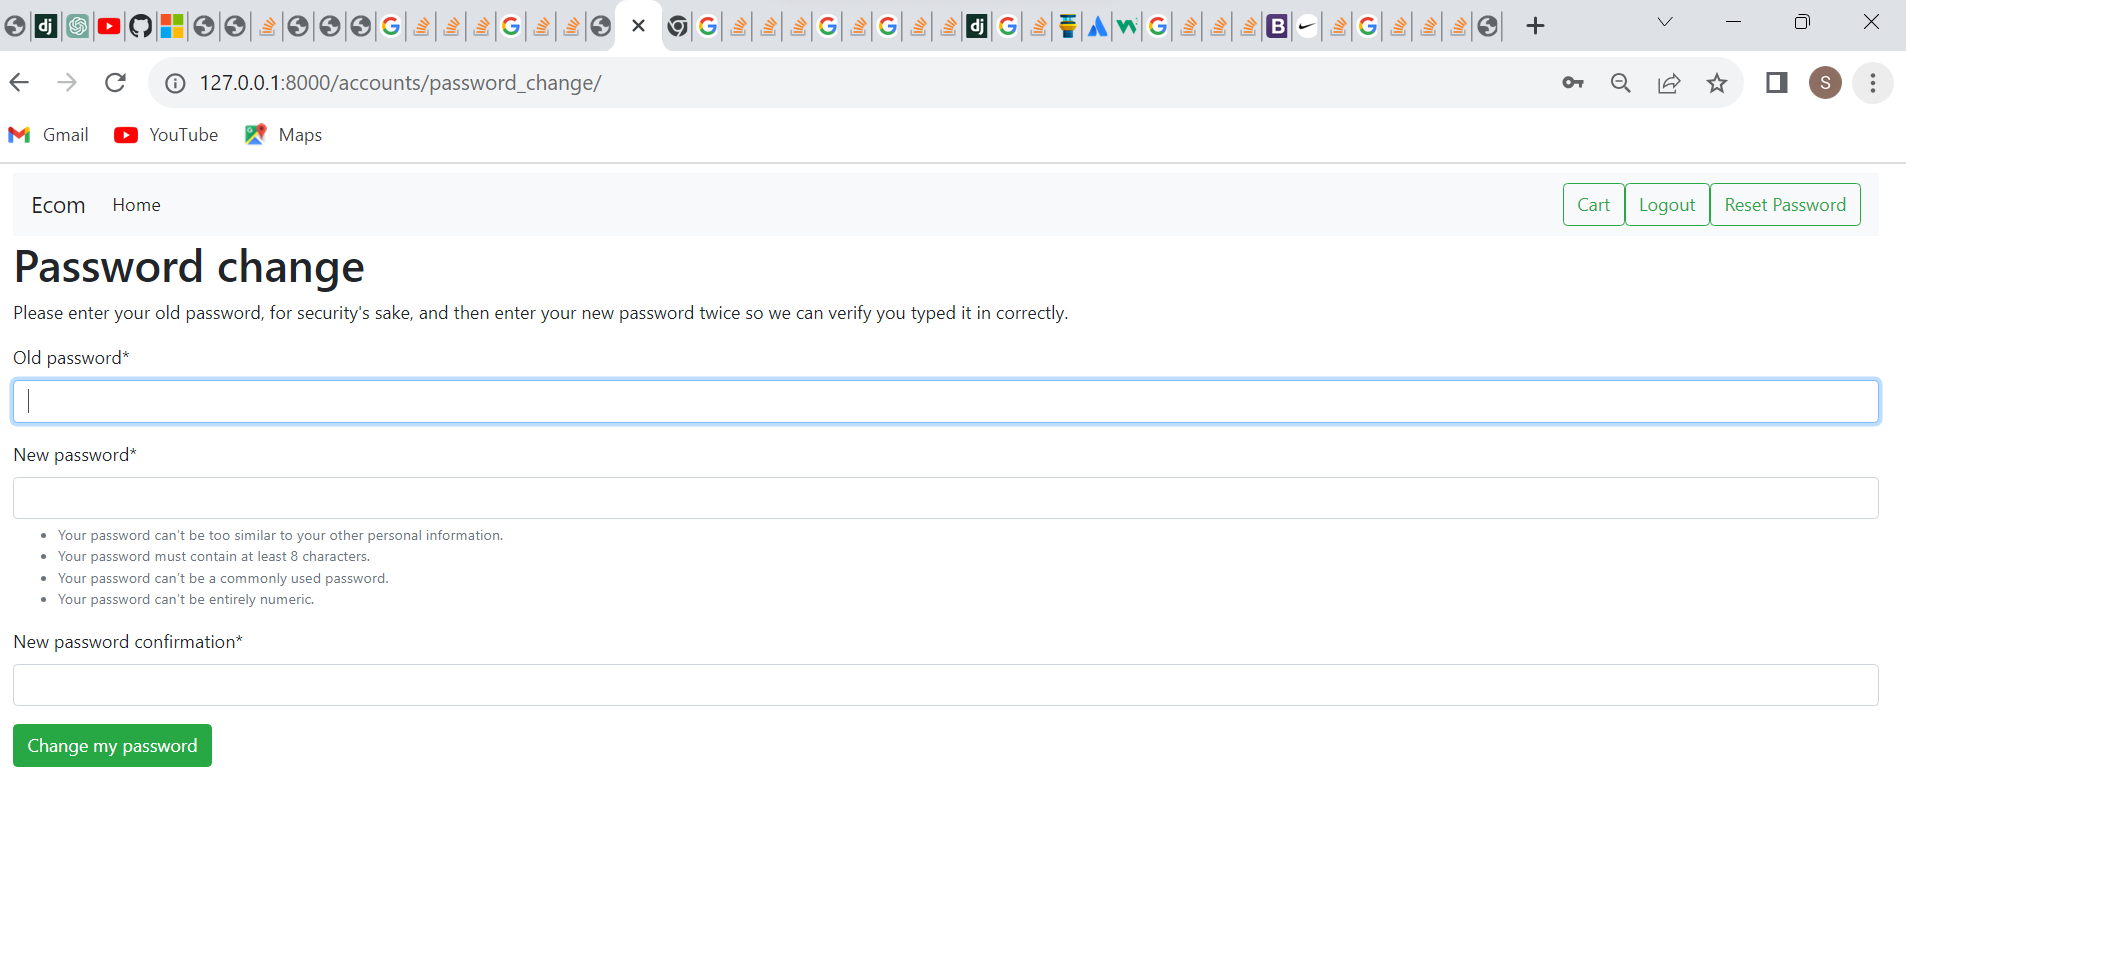 dj
B
127.0.0.1:8000/accounts/password_change/
S
Gmail YouTube Maps
Ecom Home Cart Logout Reset Password
Password change
Please enter your old password, for security's sake, and then enter your new password twice so we can verify you typed it in correctly.
Old password*
New password*
Your password can't be too similar to your other personal information.
Your password must contain at least 8 characters.
Your password can't be a commonly used password.
Your password can't be entirely numeric.
New password confirmation*
Change my password